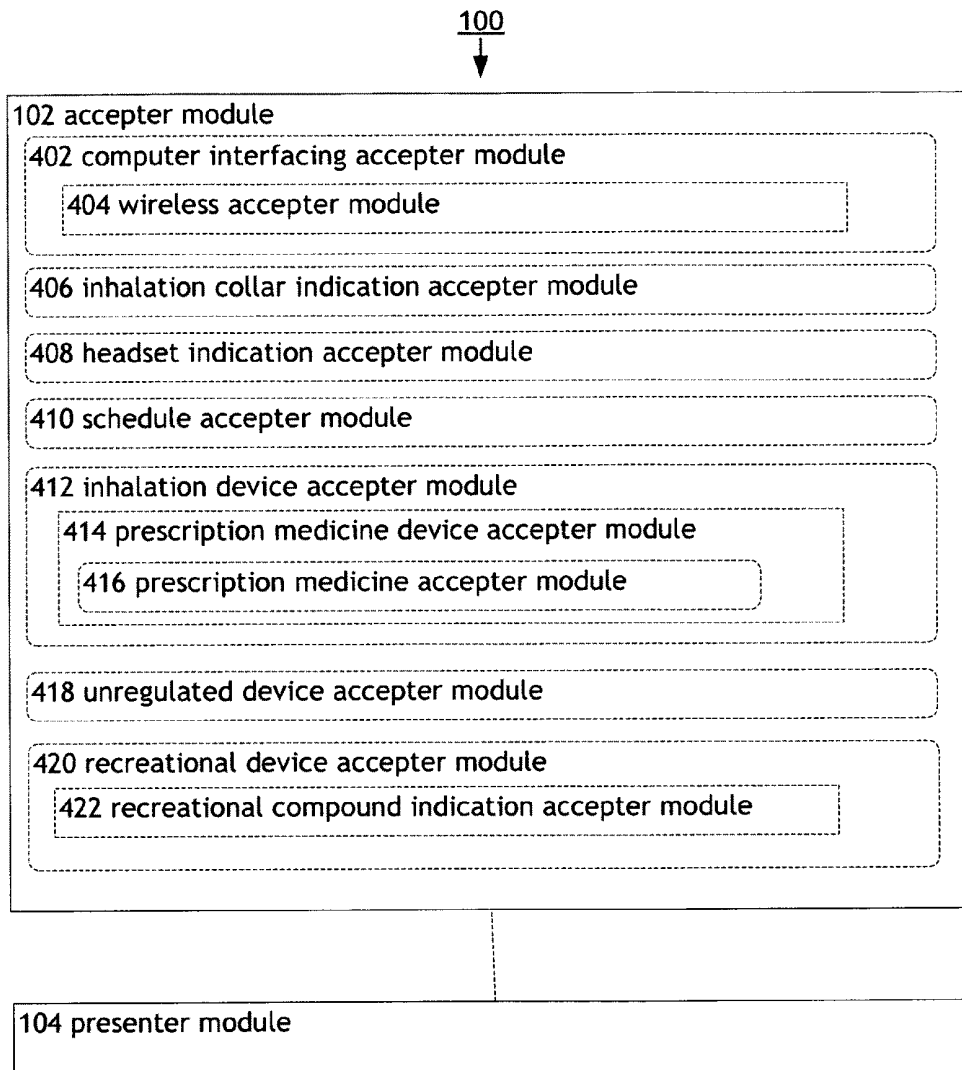 100
102 accepter module
402 computer interfacing accepter module
404 wireless accepter module
406 inhalation collar indication accepter module
408 headset indication accepter module
410 schedule accepter module
412 inhalation device accepter module
414 prescription medicine device accepter module
416 prescription medicine accepter module
418 unregulated device accepter module
420 recreational device accepter module
422 recreational compound indication accepter module
104 presenter module